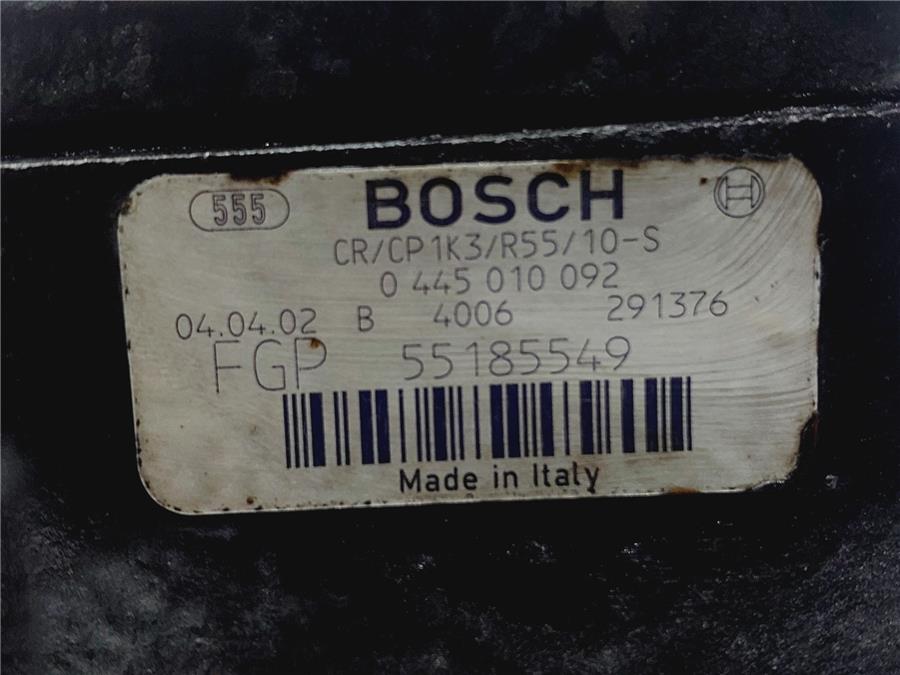 555 BOSCH
CR/CP1K3/R55/10-S
0 445 010 092
04.04.02 B 4006 291376
FGP 55185549
Made in Italy